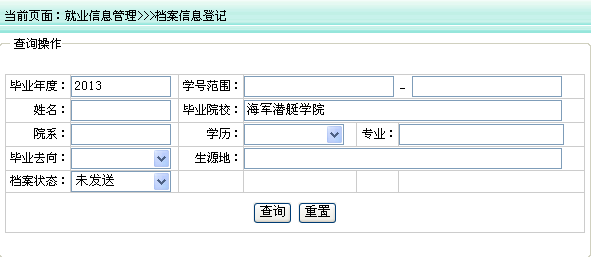 当前页面：就业信息管理>>>档案信息登记
查询操作
毕业年度： 2013 学号范围： -
姓名： 毕业院校： 海军潜艇学院
院系： 学历： 专业：
毕业去向： 生源地：
档案状态： 未发送
查询 重置